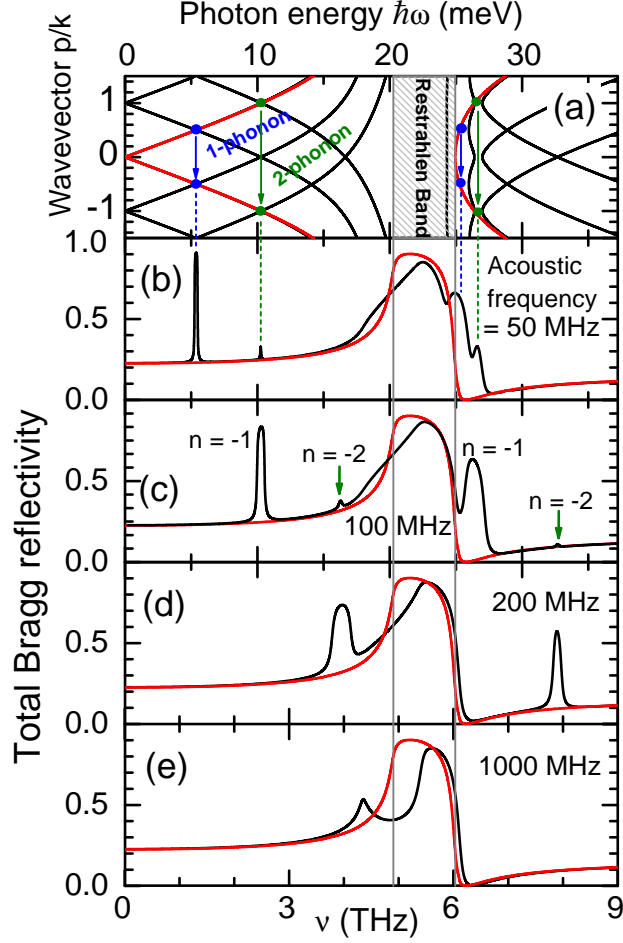 Photon energy ħω (meV)
0 10 20 30
Wavevector p/k
1
0
-1
1-phonon
2-phonon
Restrahlen Band
(a)
Total Bragg reflectivity
1.0
0.5
0.0
(b)
Acoustic
frequency
= 50 MHz
0.5
0.0
(c)
n = -1
n = -2
100 MHz
n = -1
n = -2
0.5
0.0
(d)
200 MHz
0.5
0.0
(e)
1000 MHz
0 3 6 9
ν (THz)